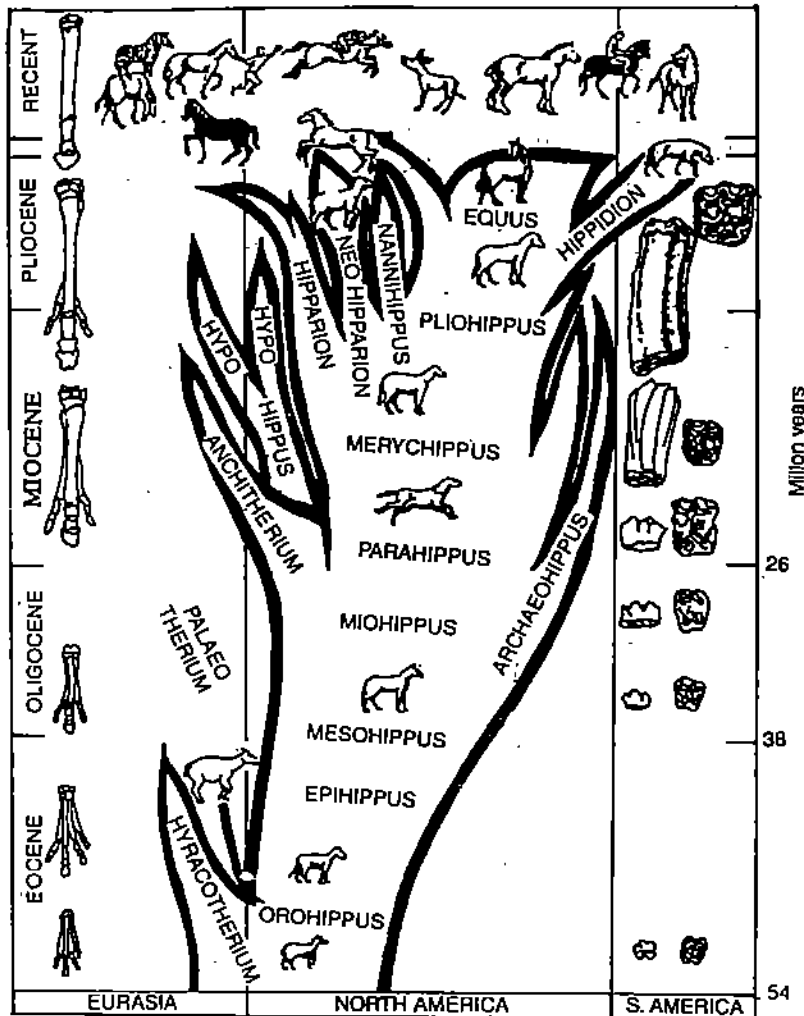 RECENT
PLIOCENE
MIOCENE
OLIGOCENE
EOCENE
EQUUS
HIPPIDION
NANNIHIPPUS
NEO HIPPARION
HIPPARION
PLIOHIPPUS
HYPO
HYPO
HIPPUS
MERYCHIPPUS
ANCHITHERIUM
PARAHIPPUS
ARCHAEOHIPPUS
MIOHIPPUS
PALAEO
THERIUM
MESOHIPPUS
EPIHIPPUS
HYRACOTHERIUM
OROHIPPUS
Millon years
26
38
54
EURASIA
NORTH AMERICA
S. AMERICA